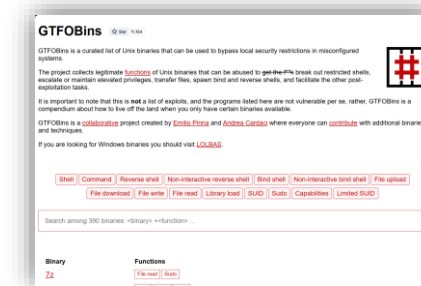 GTFOBins
Star
GTFOBins is a curated list of Unix binaries that can be used to bypass local security restrictions in misconfigured
systems.
The project collects legitimate functions of Unix binaries that can be abused to get the f**k break out restricted shells,
escalate or maintain elevated privileges, transfer files, spawn bind and reverse shells, and facilitate the other post-
exploitation tasks.
It is important to note that this is not a list of exploits, and the programs listed here are not vulnerable per se, rather, GTFOBins is a
compendium about how to live off the land when you only have certain binaries available.
GTFOBins is a collaborative project created by Emilio Pinna and Andrea Cardaci where everyone can contribute with additional binaries
and techniques.
If you are looking for Windows binaries you should visit LOLBAS.
Shell Command Reverse shell Non-interactive reverse shell Bind shell Non-interactive bind shell File upload
File download File write File read Library load SUID Sudo Capabilities Limited SUID
Search among 390 binaries: <binary> +<function> ...
Binary Functions
7z File read Sudo